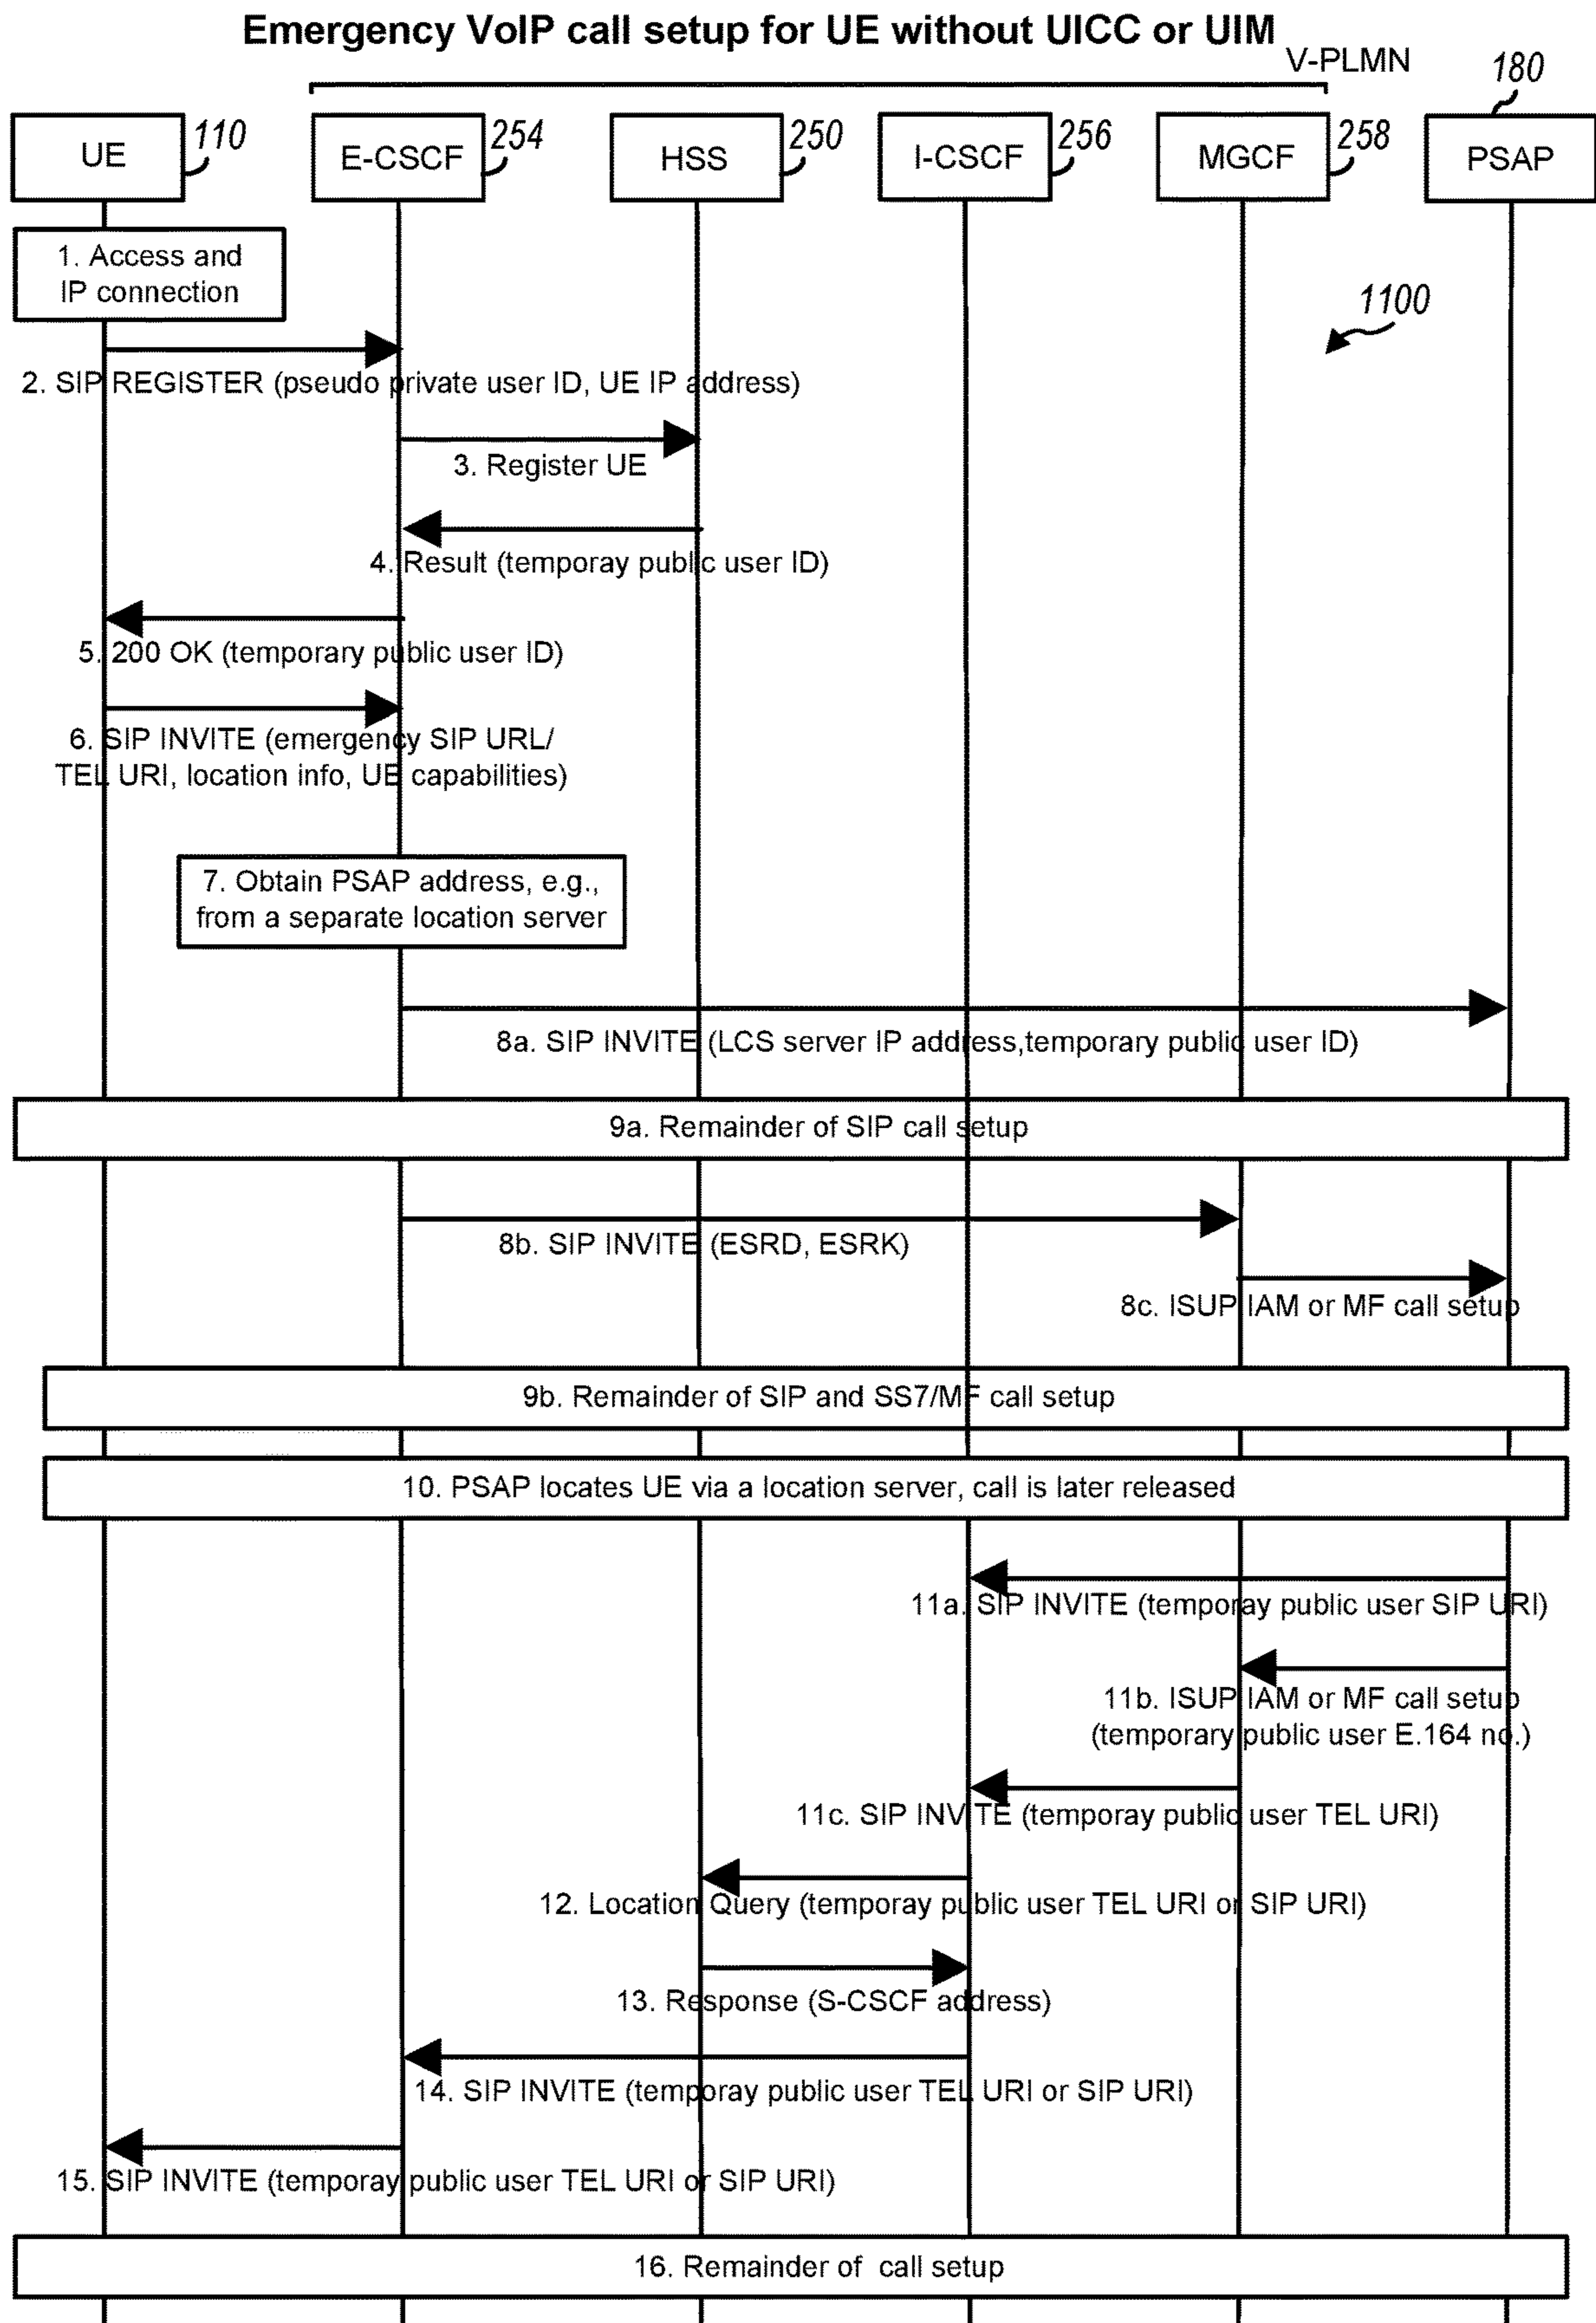 Emergency VoIP call setup for UE without UICC or UIM
V-PLMN
180
UE
110
E-CSCF
254
HSS
250
I-CSCF
256
MGCF
258
PSAP
1. Access and
IP connection
1100
2. SIP REGISTER (pseudo private user ID, UE IP address)
3. Register UE
4. Result (temporay public user ID)
5. 200 OK (temporary public user ID)
6. SIP INVITE (emergency SIP URL/
TEL URI, location info, UE capabilities)
7. Obtain PSAP address, e.g.,
from a separate location server
8a. SIP INVITE (LCS server IP address,temporary public user ID)
9a. Remainder of SIP call setup
8b. SIP INVITE (ESRD, ESRK)
8c. ISUP IAM or MF call setup
9b. Remainder of SIP and SS7/MF call setup
10. PSAP locates UE via a location server, call is later released
11a. SIP INVITE (temporay public user SIP URI)
11b. ISUP IAM or MF call setup
(temporary public user E.164 no.)
11c. SIP INVITE (temporay public user TEL URI)
12. Location Query (temporay public user TEL URI or SIP URI)
13. Response (S-CSCF address)
14. SIP INVITE (temporay public user TEL URI or SIP URI)
15. SIP INVITE (temporay public user TEL URI or SIP URI)
16. Remainder of call setup